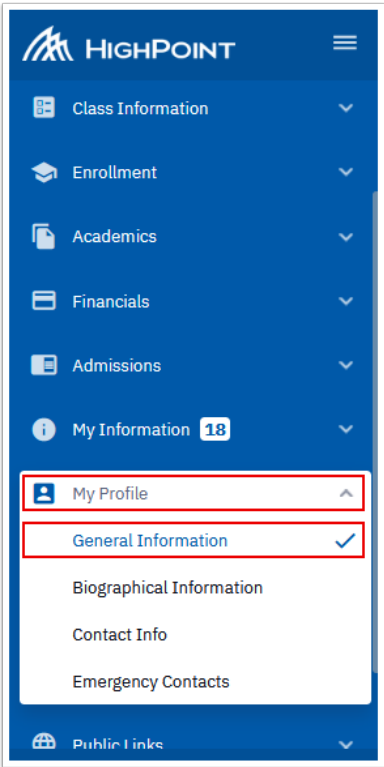 HIGHPOINT
Class Information
Enrollment
Academics
Financials
Admissions
My Information 18
My Profile
General Information
Biographical Information
Contact Info
Emergency Contacts
Public Links